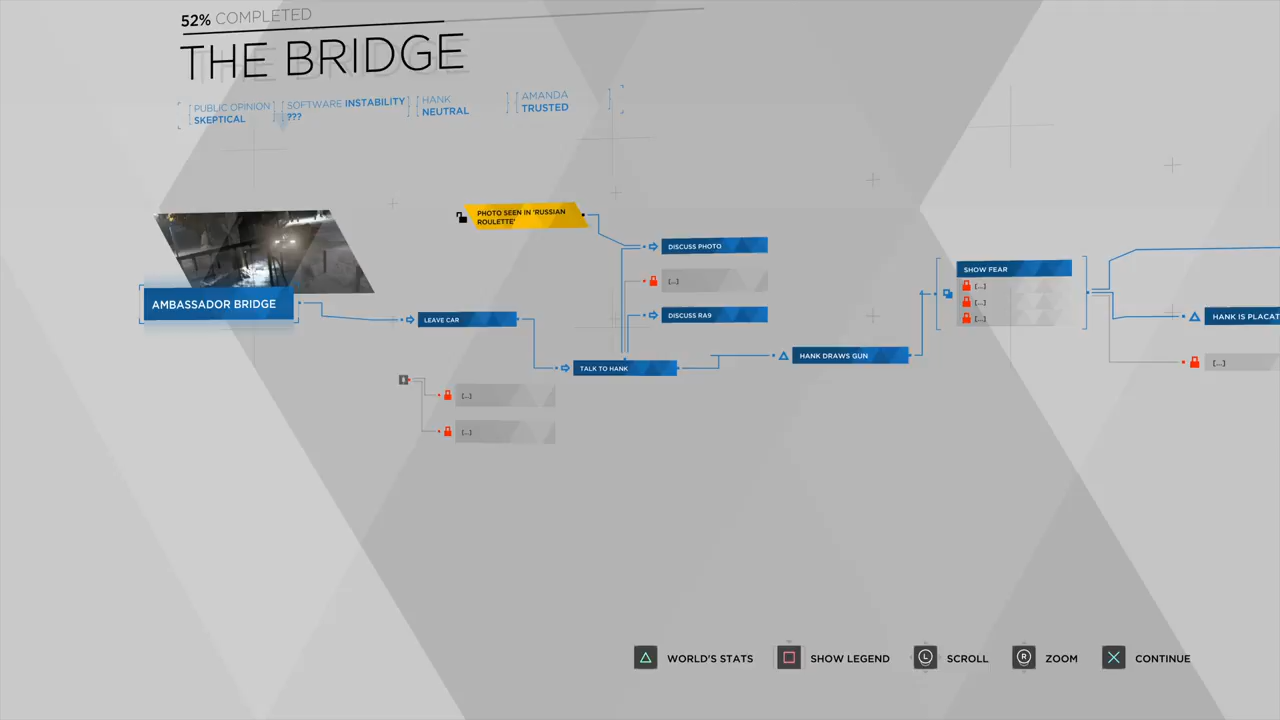 52% COMPLETED
THE BRIDGE
PUBLIC OPINION
SKEPTICAL
SOFTWARE INSTABILITY
???
HANK
NEUTRAL
AMANDA
TRUSTED
PHOTO SEEN IN 'RUSSIAN
ROULETTE'
DISCUSS PHOTO
[...]
SHOW FEAR
[...]
[...]
[...]
AMBASSADOR BRIDGE
LEAVE CAR
DISCUSS RA9
HANK IS PLACAT
TALK TO HANK
HANK DRAWS GUN
[...]
[...]
[...]
WORLD'S STATS
SHOW LEGEND
L
SCROLL
R
ZOOM
CONTINUE